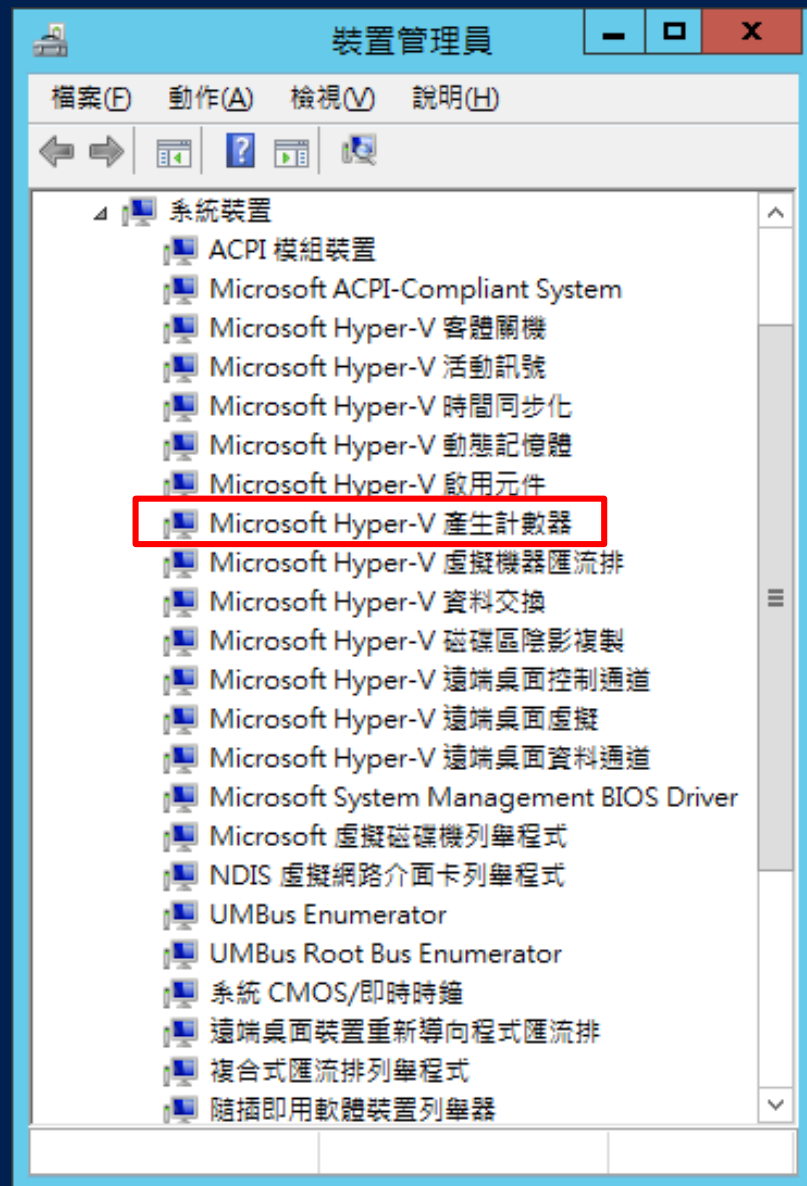 裝置管理員
檔案(F) 動作(A) 檢視(V) 說明(H)
系統裝置
ACPI 模組裝置
Microsoft ACPI-Compliant System
Microsoft Hyper-V 客體關機
Microsoft Hyper-V 活動訊號
Microsoft Hyper-V 時間同步化
Microsoft Hyper-V 動態記憶體
Microsoft Hyper-V 啟用元件
Microsoft Hyper-V 產生計數器
Microsoft Hyper-V 虛擬機器匯流排
Microsoft Hyper-V 資料交換
Microsoft Hyper-V 磁碟區陰影複製
Microsoft Hyper-V 遠端桌面控制通道
Microsoft Hyper-V 遠端桌面虛擬
Microsoft Hyper-V 遠端桌面資料通道
Microsoft System Management BIOS Driver
Microsoft 虛擬磁碟機列舉程式
NDIS 虛擬網路介面卡列舉程式
UMBus Enumerator
UMBus Root Bus Enumerator
系統 CMOS/即時時鐘
遠端桌面裝置重新導向程式匯流排
複合式匯流排列舉程式
隨插即用軟體裝置列舉器